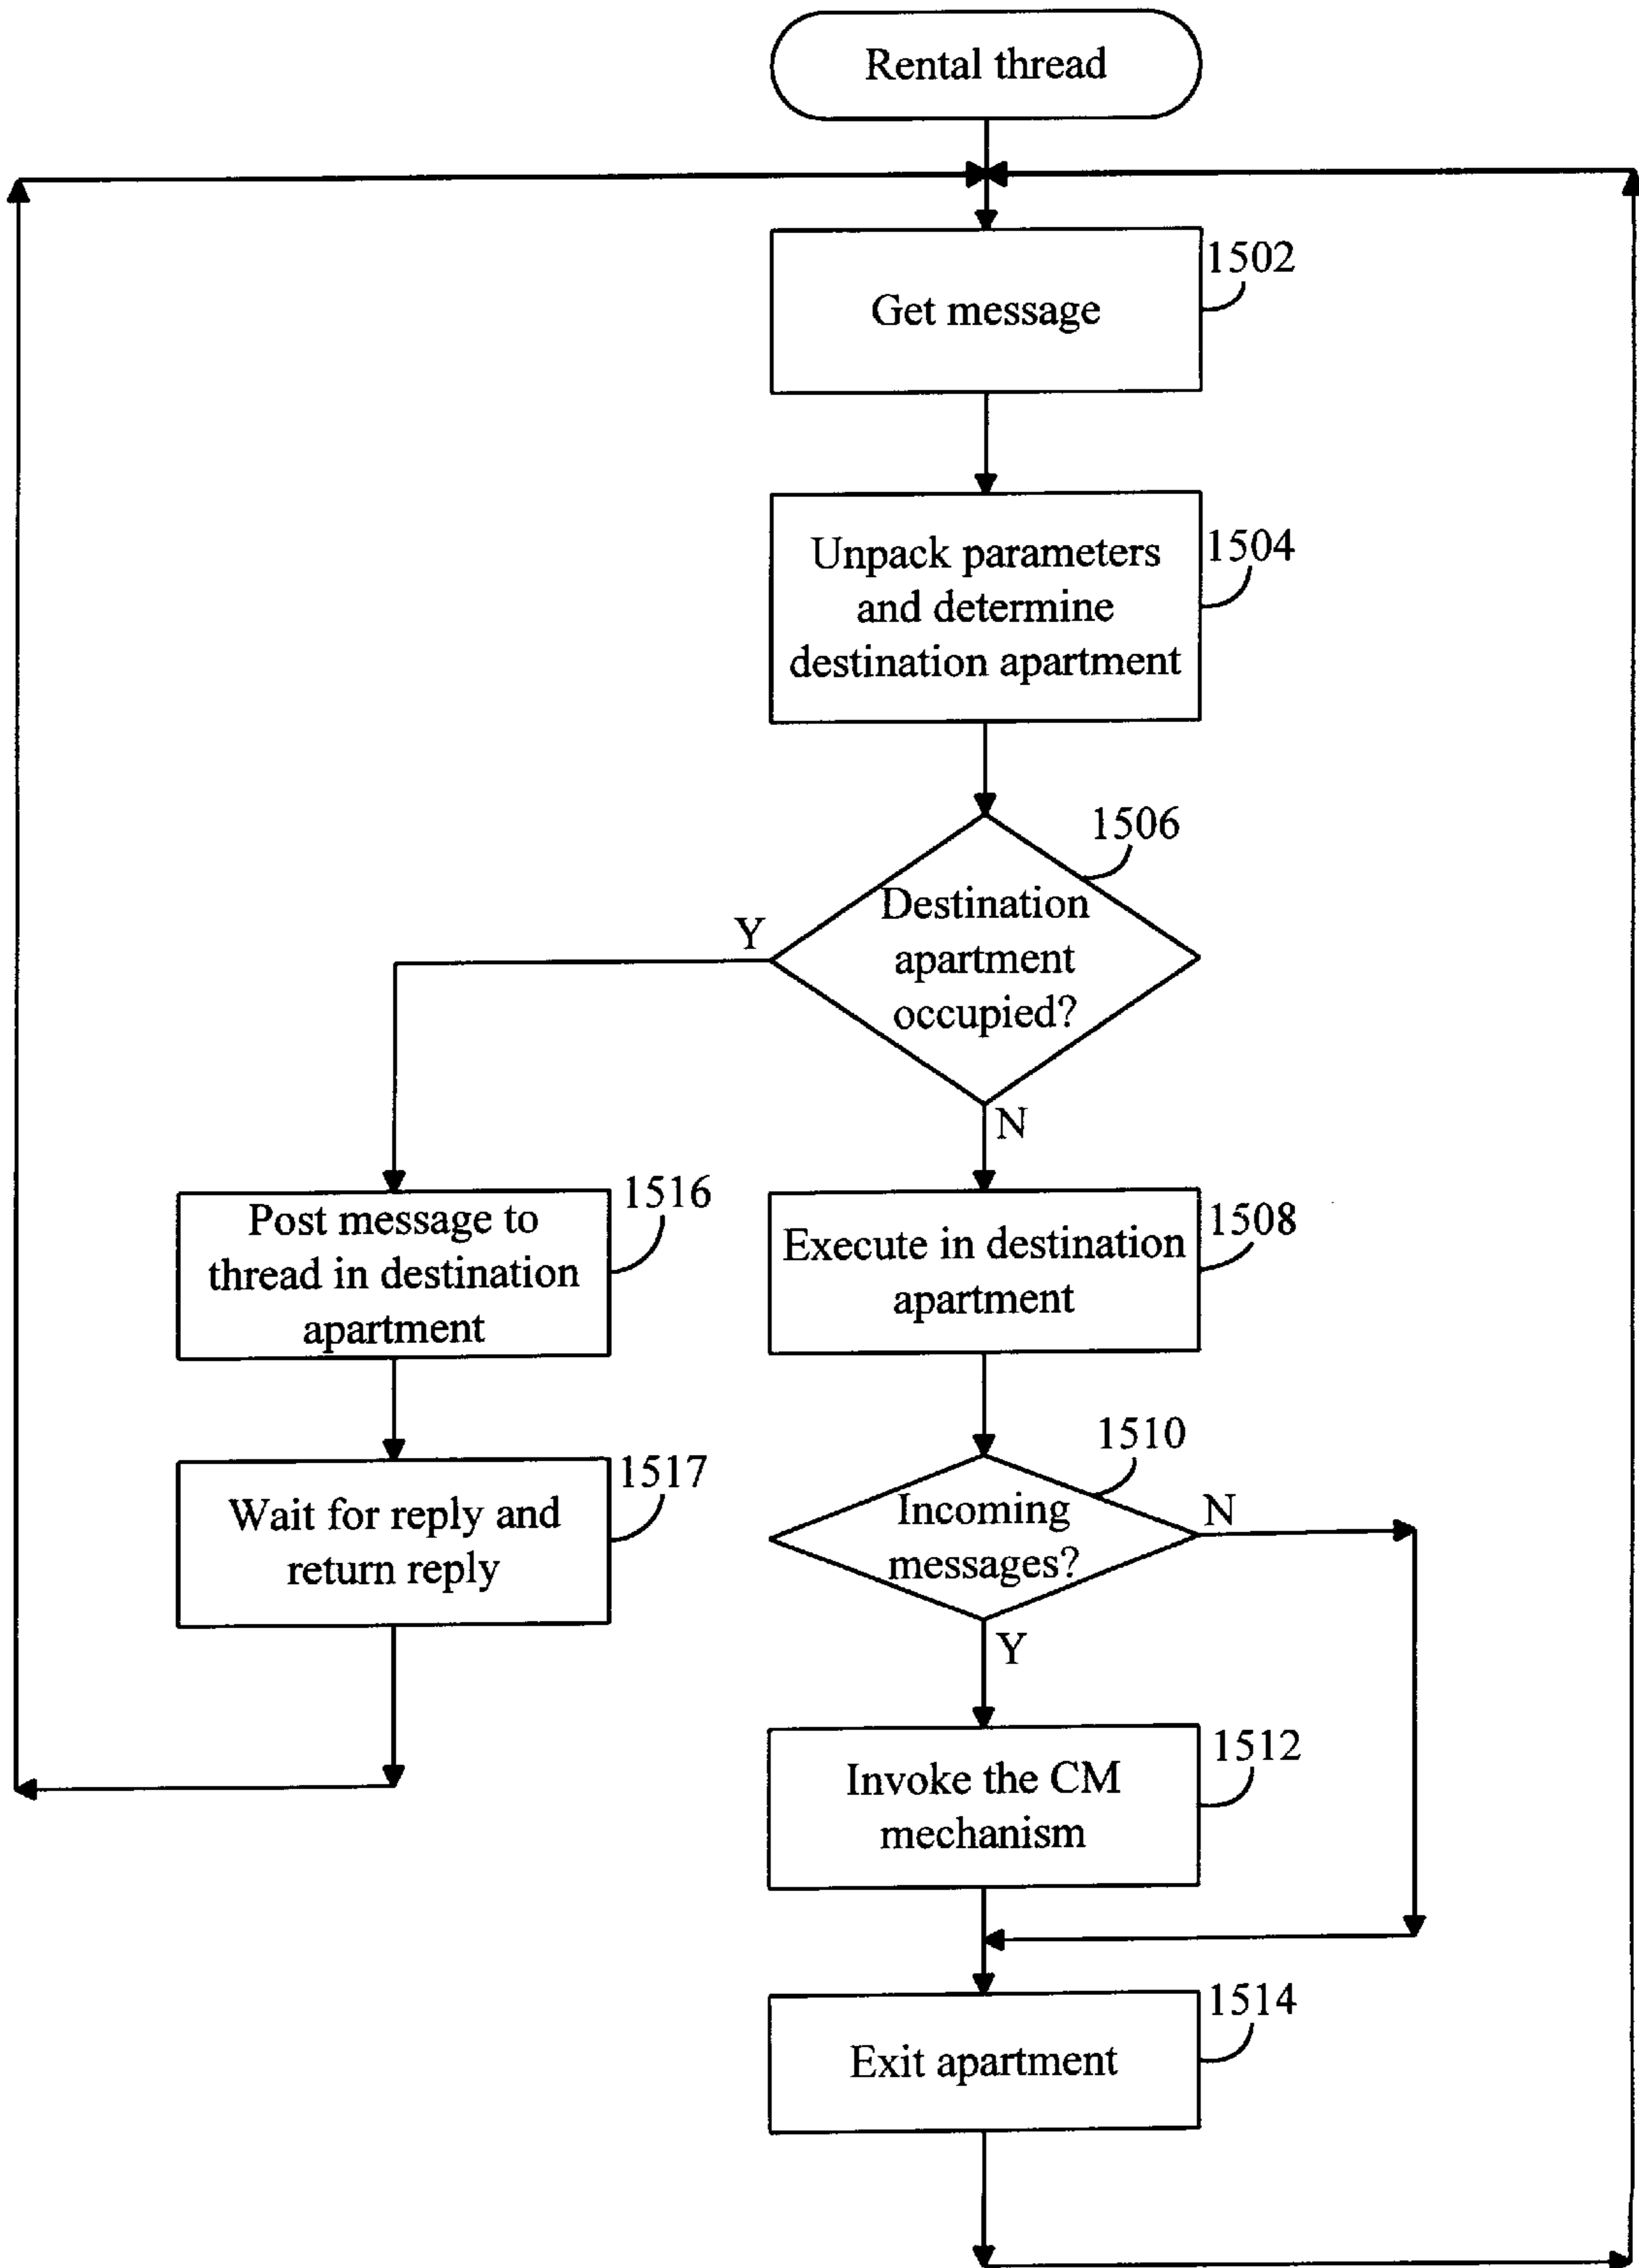 Rental thread
1502
Get message
1504
Unpack parameters
and determine
destination apartment
1506
Destination
apartment
occupied?
Y
N
1516
Post message to
thread in destination
apartment
1508
Execute in destination
apartment
1517
Wait for reply and
return reply
1510
Incoming
messages?
N
Y
1512
Invoke the CM
mechanism
1514
Exit apartment